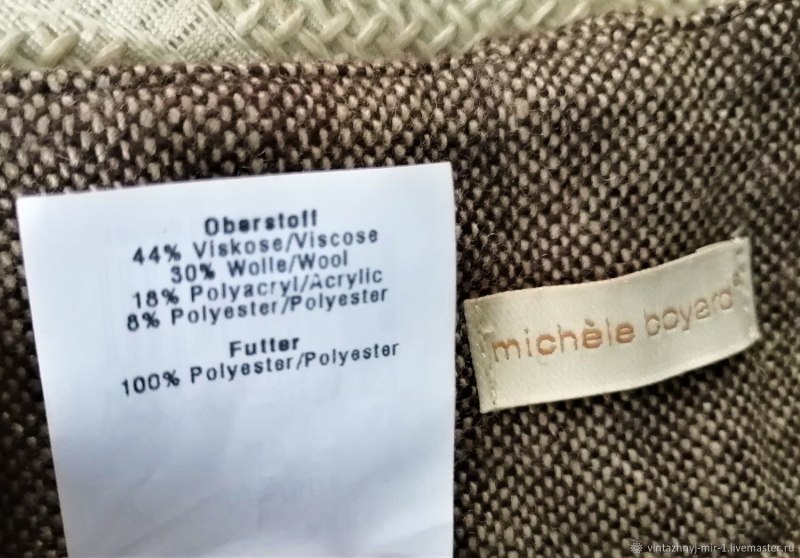 Oberstoff
44% Viskose/Viscose
30% Wolle/Wool
18% Polyacryl/Acrylic
8% Polyester/Polyester
Futter
100% Polyester/Polyester
michèle boyard
vintazhnyj-mir-1.livemaster.ru